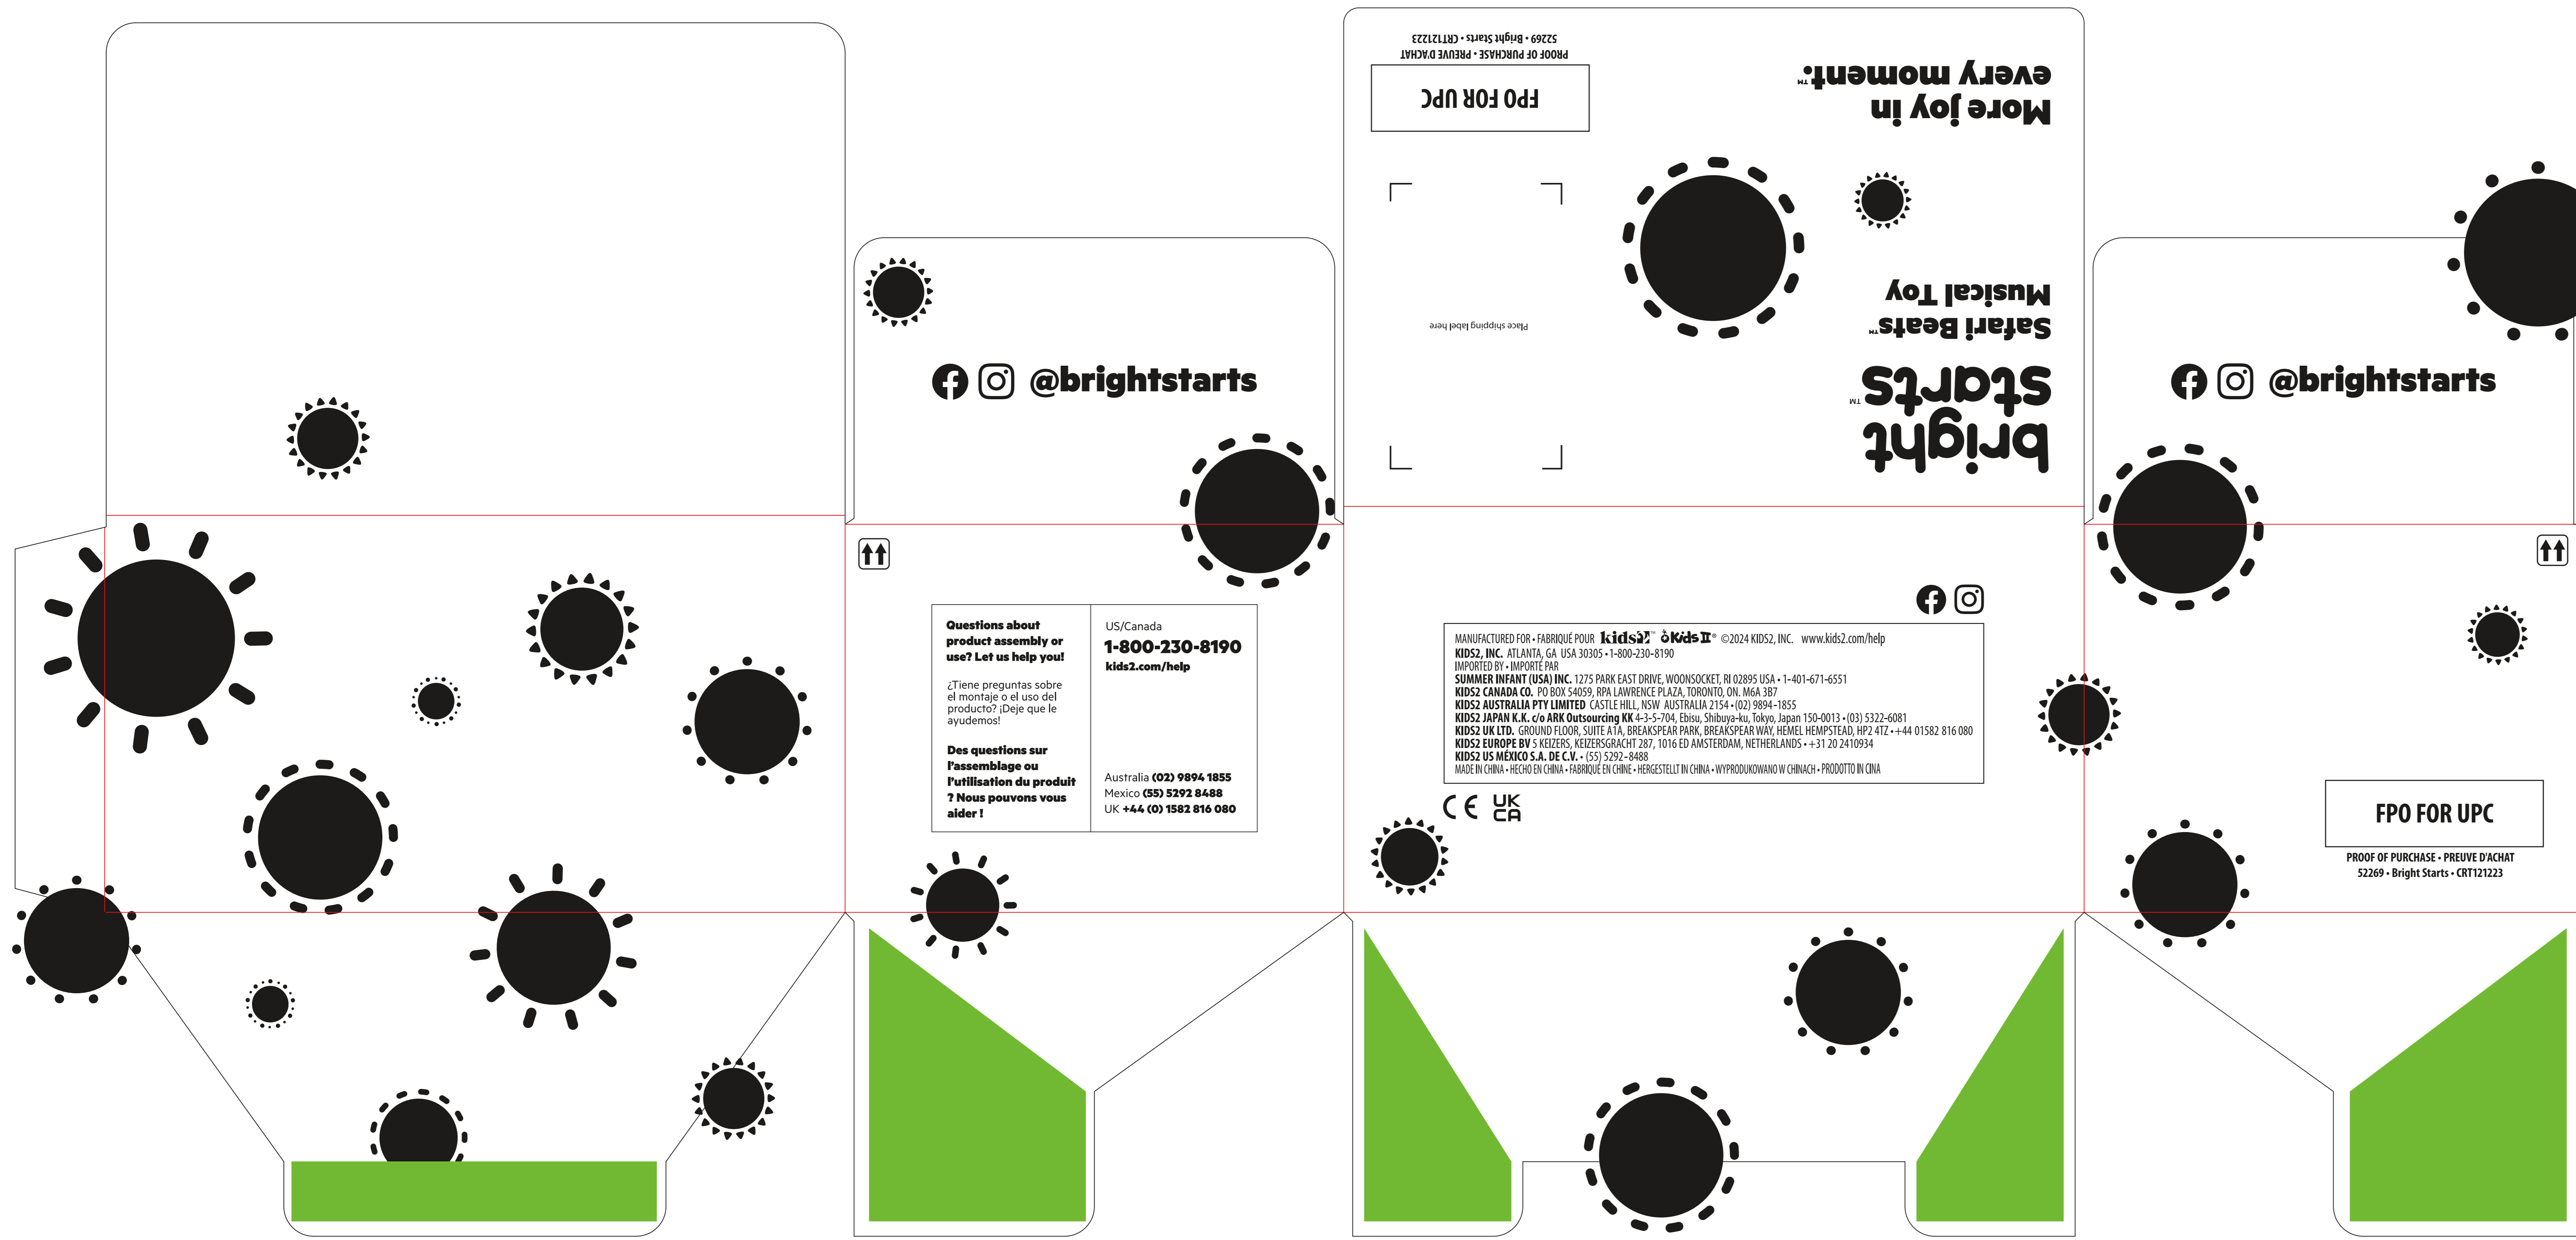 52269 • Bright Starts • CRT121223
PROOF OF PURCHASE • PREUVE D'ACHAT
FPO FOR UPC
More joy in
every moment.™
Place shipping label here
bright
starts™
Safari Beats™
Musical Toy
@brightstarts
@brightstarts
Questions about
product assembly or
use? Let us help you!
¿Tiene preguntas sobre
el montaje o el uso del
producto? ¡Deje que le
ayudemos!
Des questions sur
l'assemblage ou
l'utilisation du produit
? Nous pouvons vous
aider !
US/Canada
1-800-230-8190
kids2.com/help
Australia (02) 9894 1855
Mexico (55) 5292 8488
UK +44 (0) 1582 816 080
MANUFACTURED FOR • FABRIQUÉ POUR kids2™ Kids II® ©2024 KIDS2, INC. www.kids2.com/help
KIDS2, INC. ATLANTA, GA USA 30305 • 1-800-230-8190
IMPORTED BY • IMPORTÉ PAR
SUMMER INFANT (USA) INC. 1275 PARK EAST DRIVE, WOONSOCKET, RI 02895 USA • 1-401-671-6551
KIDS2 CANADA CO. PO BOX 54059, RPA LAWRENCE PLAZA, TORONTO, ON. M6A 3B7
KIDS2 AUSTRALIA PTY LIMITED CASTLE HILL, NSW AUSTRALIA 2154 • (02) 9894-1855
KIDS2 JAPAN K.K. c/o ARK Outsourcing KK 4-3-5-704, Ebisu, Shibuya-ku, Tokyo, Japan 150-0013 • (03) 5322-6081
KIDS2 UK LTD. GROUND FLOOR, SUITE A1A, BREAKSPEAR PARK, BREAKSPEAR WAY, HEMEL HEMPSTEAD, HP2 4TZ • +44 01582 816 080
KIDS2 EUROPE BV 5 KEIZERS, KEIZERSGRACHT 287, 1016 ED AMSTERDAM, NETHERLANDS • +31 20 2410934
KIDS2 US MÉXICO S.A. DE C.V. • (55) 5292-8488
MADE IN CHINA • HECHO EN CHINA • FABRIQUÉ EN CHINE • HERGESTELLT IN CHINA • WYPRODUKOWANO W CHINACH • PRODOTTO IN CINA
CE UK
CA
FPO FOR UPC
PROOF OF PURCHASE • PREUVE D'ACHAT
52269 • Bright Starts • CRT121223